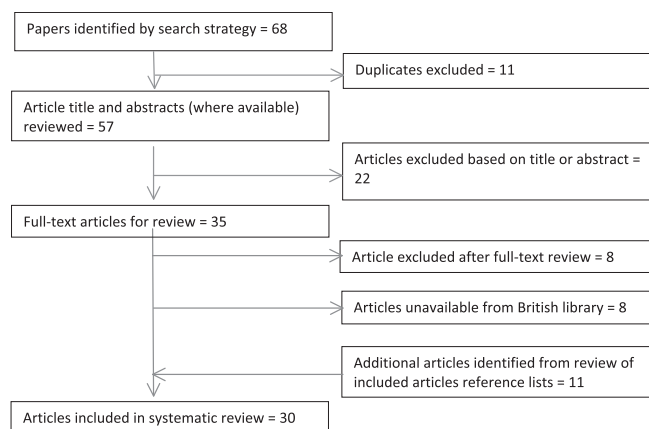 Papers identified by search strategy = 68
Duplicates excluded = 11
Article title and abstracts (where available)
reviewed = 57
Articles excluded based on title or abstract =
22
Full-text articles for review = 35
Article excluded after full-text review = 8
Articles unavailable from British library = 8
Additional articles identified from review of
included articles reference lists = 11
Articles included in systematic review = 30